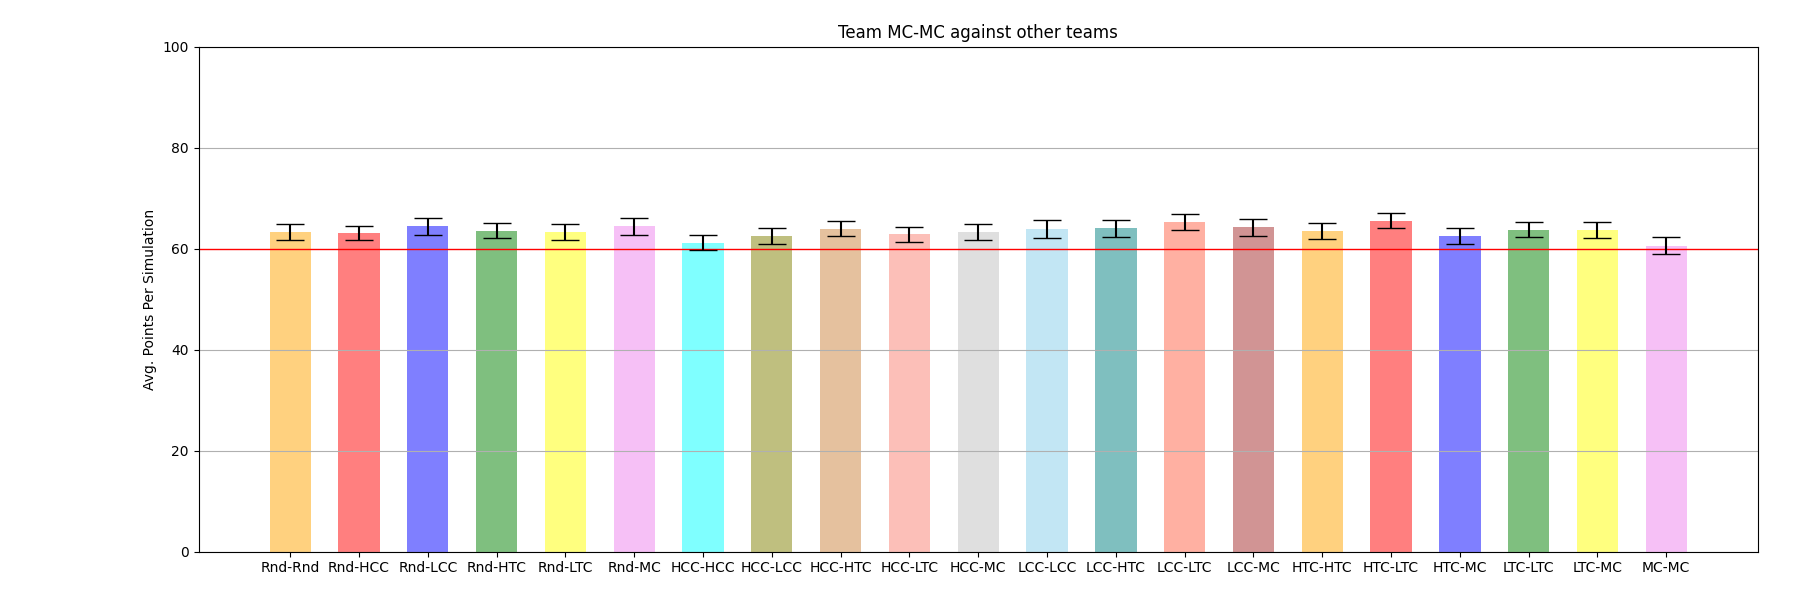 Team MC-MC against other teams
Avg. Points Per Simulation
100
80
60
40
20
0
Rnd-Rnd Rnd-HCC Rnd-LCC Rnd-HTC Rnd-LTC Rnd-MC HCC-HCC HCC-LCC HCC-HTC HCC-LTC HCC-MC LCC-LCC LCC-HTC LCC-LTC LCC-MC HTC-HTC HTC-LTC HTC-MC LTC-LTC LTC-MC MC-MC